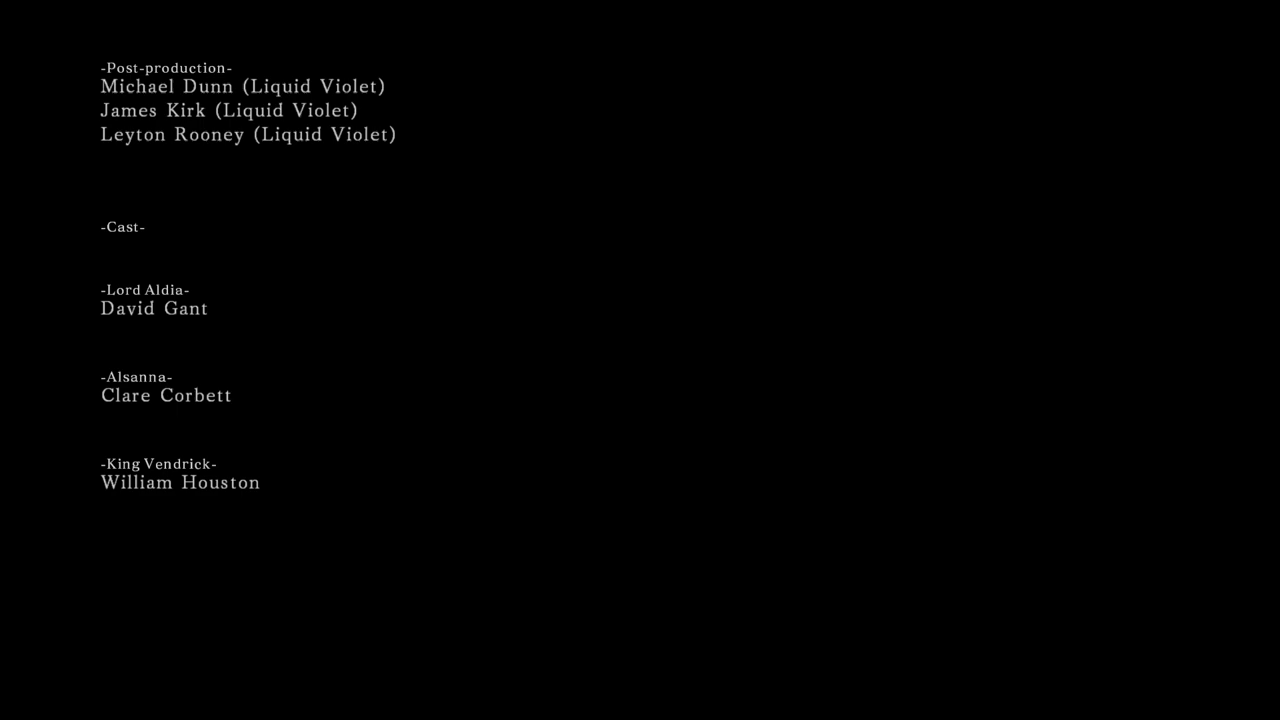 -Post-production-
Michael Dunn (Liquid Violet)
James Kirk (Liquid Violet)
Leyton Rooney (Liquid Violet)
-Cast-
-Lord Aldia-
David Gant
-Alsanna-
Clare Corbett
-King Vendrick-
William Houston